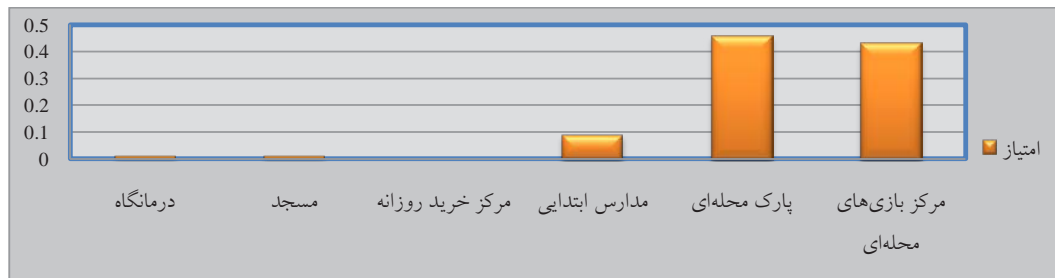 0.5
0.4
0.3
0.2
0.1
0
درمانگاه
مسجد
مرکز خرید روزانه
مدارس ابتدایی
پارک محله‌ای
مرکز بازی‌های
محله‌ای
امتیاز